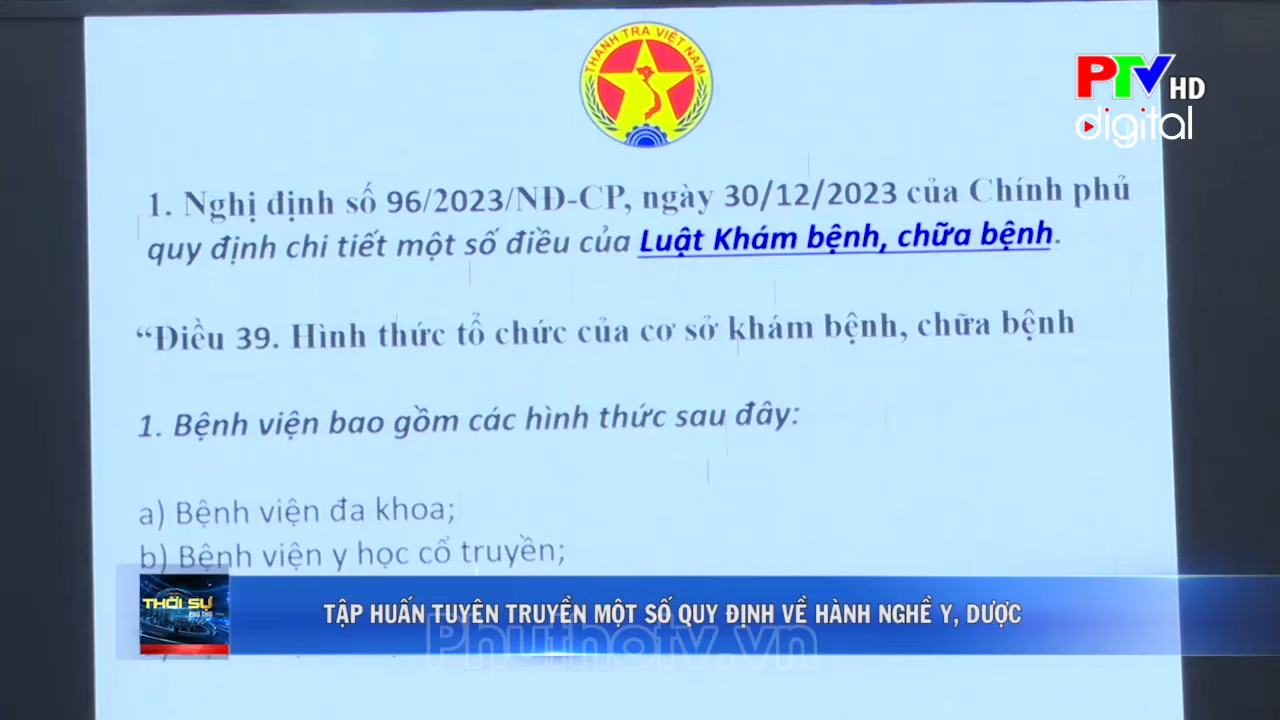 THANH TRA VIỆT NAM
PTV HD
digital
1. Nghị định số 96/2023/NĐ-CP, ngày 30/12/2023 của Chính phủ
quy định chi tiết một số điều của Luật Khám bệnh, chữa bệnh.
“Điều 39. Hình thức tổ chức của cơ sở khám bệnh, chữa bệnh
1. Bệnh viện bao gồm các hình thức sau đây:
a) Bệnh viện đa khoa;
b) Bệnh viện y học cổ truyền;
THỜI SỰ
PHÚ THỌ
TẬP HUẤN TUYÊN TRUYỀN MỘT SỐ QUY ĐỊNH VỀ HÀNH NGHỀ Y, DƯỢC
Phuthotv.vn